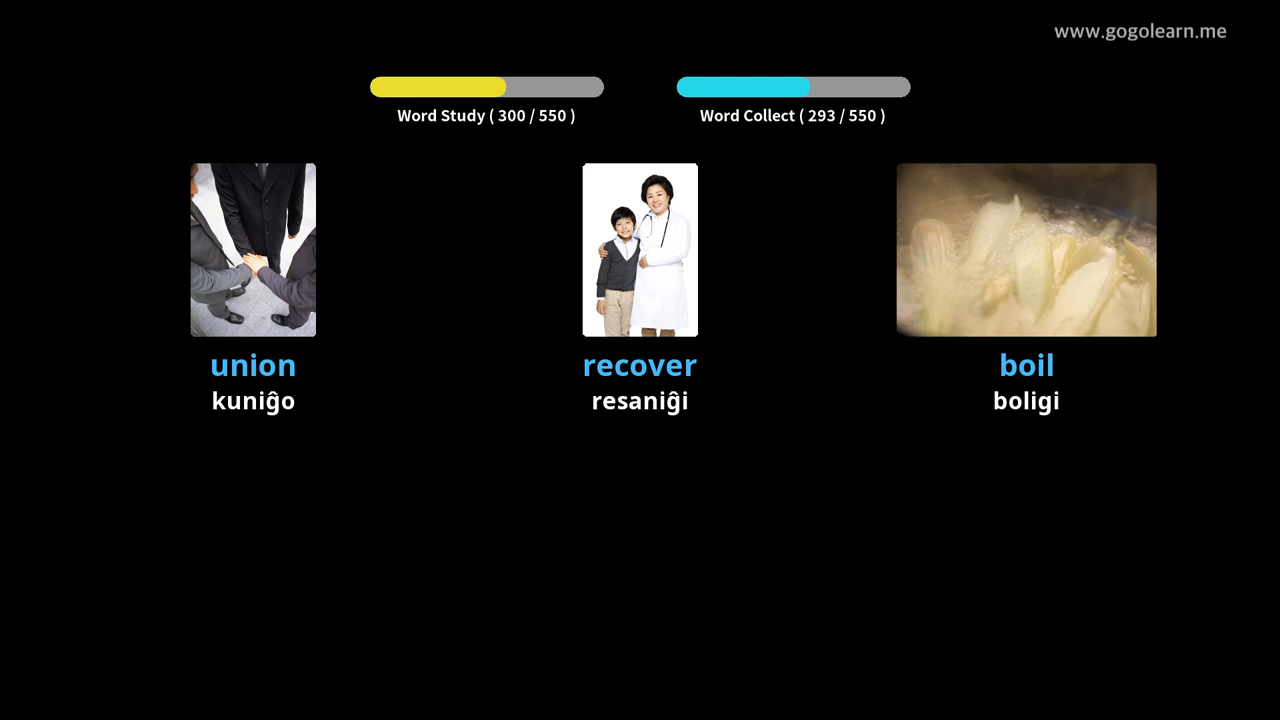 www.gogolearn.me
Word Study ( 300 / 550 )
Word Collect ( 293 / 550 )
union
recover
boil
kuniĝo
resaniĝi
boligi